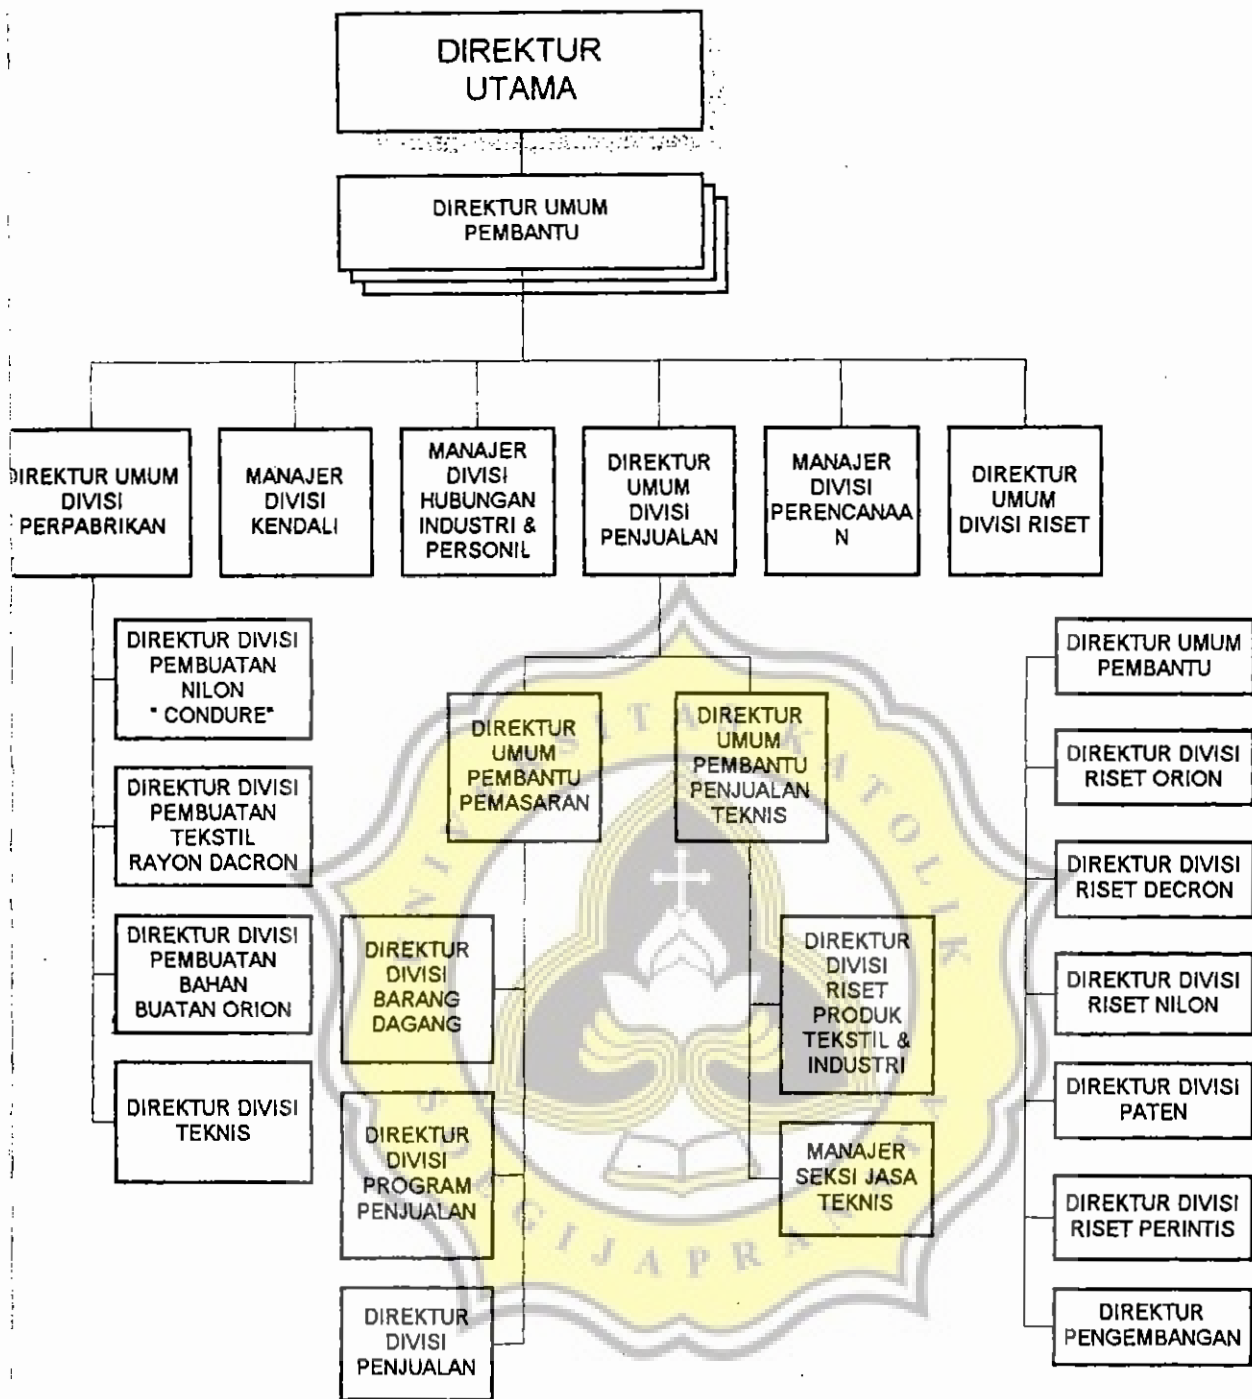 DIREKTUR
UTAMA
DIREKTUR UMUM
PEMBANTU
DIREKTUR UMUM
DIVISI
PERPABRIKAN
MANAJER
DIVISI
KENDALI
MANAJER
DIVISI
HUBUNGAN
INDUSTRI &
PERSONIL
DIREKTUR
UMUM
DIVISI
PENJUALAN
MANAJER
DIVISI
PERENCANAA
N
DIREKTUR
UMUM
DIVISI RISET
DIREKTUR DIVISI
PEMBUATAN
NILON
" CONDURE"
DIREKTUR DIVISI
PEMBUATAN
TEKSTIL
RAYON DACRON
DIREKTUR DIVISI
PEMBUATAN
BAHAN
BUATAN ORION
DIREKTUR DIVISI
TEKNIS
DIREKTUR
UMUM
PEMBANTU
PEMASARAN
DIREKTUR
UMUM
PEMBANTU
PENJUALAN
TEKNIS
DIREKTUR
DIVISI
BARANG
DAGANG
DIREKTUR
DIVISI
PROGRAM
PENJUALAN
DIREKTUR
DIVISI
PENJUALAN
DIREKTUR
DIVISI
RISET
PRODUK
TEKSTIL &
INDUSTRI
MANAJER
SEKSI JASA
TEKNIS
DIREKTUR UMUM
PEMBANTU
DIREKTUR DIVISI
RISET ORION
DIREKTUR DIVISI
RISET DECRON
DIREKTUR DIVISI
RISET NILON
DIREKTUR DIVISI
PATEN
DIREKTUR DIVISI
RISET PERINTIS
DIREKTUR
PENGEMBANGAN
UNIVERSITAS KATOLIK
SOEGIJAPRANATA